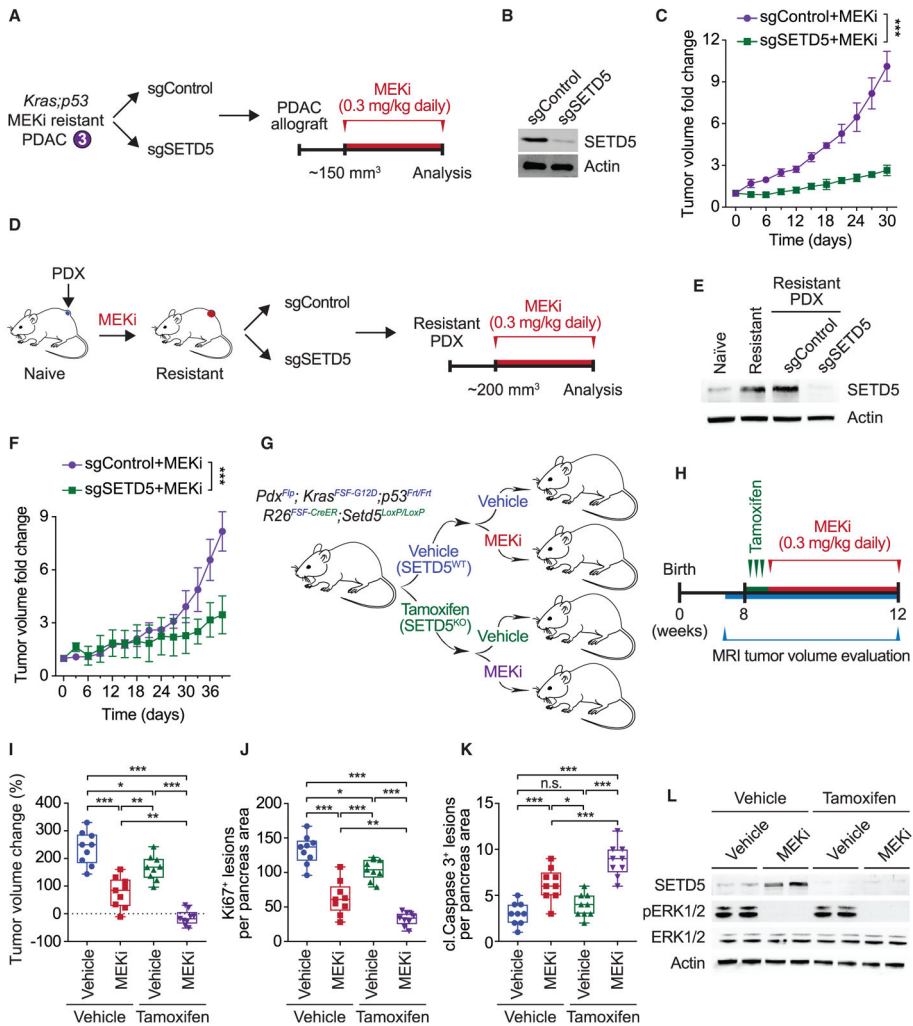 A
Kras;p53
MEKi reistant
PDAC 3
sgControl
sgSETD5
PDAC
allograft
MEKi
(0.3 mg/kg daily)
~150 mm3
Analysis
B
sgControl
sgSETD5
SETD5
Actin
C
sgControl+MEKi
sgSETD5+MEKi
***
Tumor volume fold change
12
9
6
3
0
0 6 12 18 24 30
Time (days)
D
PDX
MEKi
Naive
Resistant
sgControl
sgSETD5
Resistant
PDX
MEKi
(0.3 mg/kg daily)
~200 mm3
Analysis
E
Resistant
PDX
Naïve
Resistant
sgControl
sgSETD5
SETD5
Actin
F
sgControl+MEKi
sgSETD5+MEKi
***
Tumor volume fold change
9
6
3
0
0 6 12 18 24 30 36
Time (days)
G
PdxFlp; KrasFSF-G12D;p53Frt/Frt
R26FSF-CreER;Setd5LoxP/LoxP
Vehicle
(SETD5WT)
Tamoxifen
(SETD5KO)
Vehicle
MEKi
Vehicle
MEKi
H
Tamoxifen
MEKi
(0.3 mg/kg daily)
Birth
0 8 12
(weeks)
MRI tumor volume evaluation
I
***
* ***
*** **
**
Tumor volume change (%)
400
300
200
100
0
-100
Vehicle
MEKi
Vehicle
MEKi
Vehicle Tamoxifen
J
***
* ***
*** ***
**
Ki67+ lesions
per pancreas area
200
150
100
50
0
Vehicle
MEKi
Vehicle
MEKi
Vehicle Tamoxifen
K
***
n.s. ***
*** *
***
cl.Caspase 3+ lesions
per pancreas area
15
10
5
0
Vehicle
MEKi
Vehicle
MEKi
Vehicle Tamoxifen
L
Vehicle Tamoxifen
Vehicle
MEKi
Vehicle
MEKi
SETD5
pERK1/2
ERK1/2
Actin